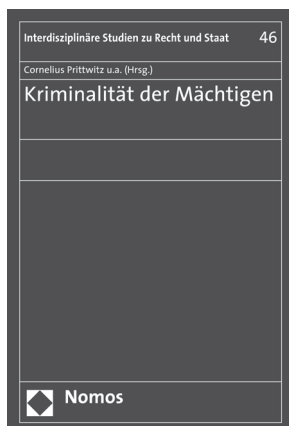 Interdisziplinäre Studien zu Recht und Staat 46
Cornelius Prittwitz u.a. (Hrsg.)
Kriminalität der Mächtigen
Nomos